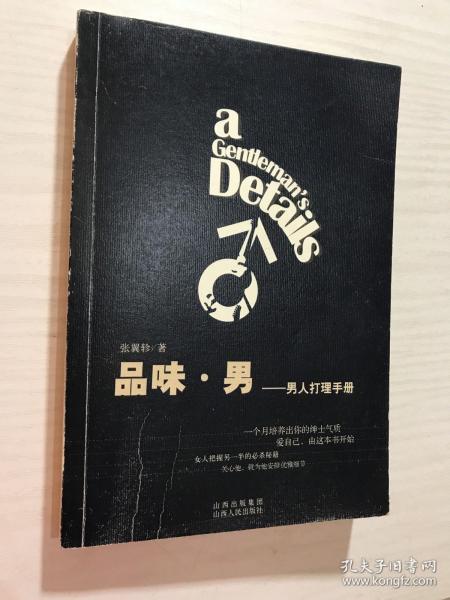 a
Gentleman's
Details
张翼轸/著
品味·男
——男人打理手册
一个月培养出你的绅士气质
爱自己,由这本书开始
女人把握另一半的必杀秘籍
关心他,就为他安排优雅细节
山西出版集团
山西人民出版社
孔夫子旧书网
www.kongfz.com